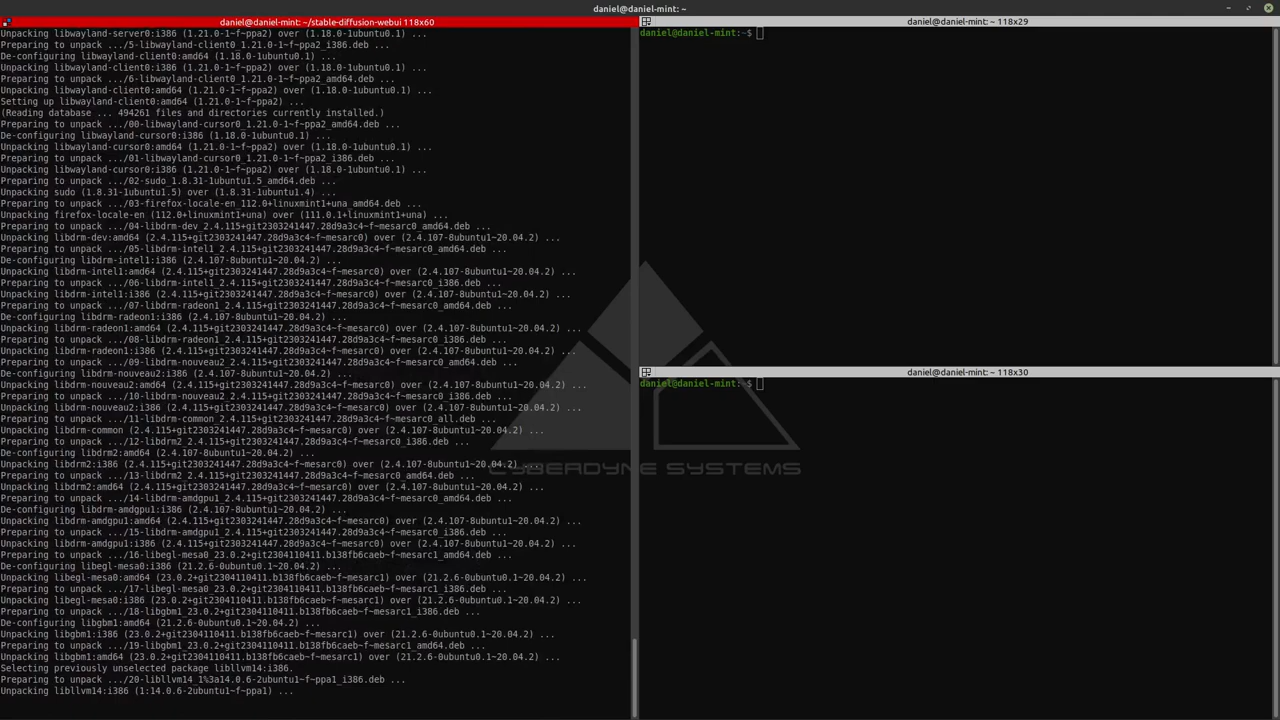 daniel@daniel-mint: ~
daniel@daniel-mint: ~/stable-diffusion-webui 118x60
Unpacking libwayland-server0:i386 (1.21.0-1~f~ppa2) over (1.18.0-1ubuntu0.1) ...
Preparing to unpack .../5-libwayland-client0_1.21.0-1~f~ppa2_i386.deb ...
De-configuring libwayland-client0:amd64 (1.18.0-1ubuntu0.1) ...
Unpacking libwayland-client0:i386 (1.21.0-1~f~ppa2) over (1.18.0-1ubuntu0.1) ...
Preparing to unpack .../6-libwayland-client0_1.21.0-1~f~ppa2_amd64.deb ...
Unpacking libwayland-client0:amd64 (1.21.0-1~f~ppa2) over (1.18.0-1ubuntu0.1) ...
Setting up libwayland-client0:amd64 (1.21.0-1~f~ppa2) ...
(Reading database ... 494261 files and directories currently installed.)
Preparing to unpack .../00-libwayland-cursor0_1.21.0-1~f~ppa2_amd64.deb ...
De-configuring libwayland-cursor0:i386 (1.18.0-1ubuntu0.1) ...
Unpacking libwayland-cursor0:amd64 (1.21.0-1~f~ppa2) over (1.18.0-1ubuntu0.1) ...
Preparing to unpack .../01-libwayland-cursor0_1.21.0-1~f~ppa2_i386.deb ...
Unpacking libwayland-cursor0:i386 (1.21.0-1~f~ppa2) over (1.18.0-1ubuntu0.1) ...
Preparing to unpack .../02-sudo_1.8.31-1ubuntu1.5_amd64.deb ...
Unpacking sudo (1.8.31-1ubuntu1.5) over (1.8.31-1ubuntu1.4) ...
Preparing to unpack .../03-firefox-locale-en_112.0+linuxmint1+una_amd64.deb ...
Unpacking firefox-locale-en (112.0+linuxmint1+una) over (111.0.1+linuxmint1+una) ...
Preparing to unpack .../04-libdrm-dev_2.4.115+git2303241447.28d9a3c4~f~mesarc0_amd64.deb ...
Unpacking libdrm-dev:amd64 (2.4.115+git2303241447.28d9a3c4~f~mesarc0) over (2.4.107-8ubuntu1~20.04.2) ...
Preparing to unpack .../05-libdrm-intel1_2.4.115+git2303241447.28d9a3c4~f~mesarc0_amd64.deb ...
De-configuring libdrm-intel1:i386 (2.4.107-8ubuntu1~20.04.2) ...
Unpacking libdrm-intel1:amd64 (2.4.115+git2303241447.28d9a3c4~f~mesarc0) over (2.4.107-8ubuntu1~20.04.2) ...
Preparing to unpack .../06-libdrm-intel1_2.4.115+git2303241447.28d9a3c4~f~mesarc0_i386.deb ...
Unpacking libdrm-intel1:i386 (2.4.115+git2303241447.28d9a3c4~f~mesarc0) over (2.4.107-8ubuntu1~20.04.2) ...
Preparing to unpack .../07-libdrm-radeon1_2.4.115+git2303241447.28d9a3c4~f~mesarc0_amd64.deb ...
De-configuring libdrm-radeon1:i386 (2.4.107-8ubuntu1~20.04.2) ...
Unpacking libdrm-radeon1:amd64 (2.4.115+git2303241447.28d9a3c4~f~mesarc0) over (2.4.107-8ubuntu1~20.04.2) ...
Preparing to unpack .../08-libdrm-radeon1_2.4.115+git2303241447.28d9a3c4~f~mesarc0_i386.deb ...
Unpacking libdrm-radeon1:i386 (2.4.115+git2303241447.28d9a3c4~f~mesarc0) over (2.4.107-8ubuntu1~20.04.2) ...
Preparing to unpack .../09-libdrm-nouveau2_2.4.115+git2303241447.28d9a3c4~f~mesarc0_amd64.deb ...
De-configuring libdrm-nouveau2:i386 (2.4.107-8ubuntu1~20.04.2) ...
Unpacking libdrm-nouveau2:amd64 (2.4.115+git2303241447.28d9a3c4~f~mesarc0) over (2.4.107-8ubuntu1~20.04.2) ...
Preparing to unpack .../10-libdrm-nouveau2_2.4.115+git2303241447.28d9a3c4~f~mesarc0_i386.deb ...
Unpacking libdrm-nouveau2:i386 (2.4.115+git2303241447.28d9a3c4~f~mesarc0) over (2.4.107-8ubuntu1~20.04.2) ...
Preparing to unpack .../11-libdrm-common_2.4.115+git2303241447.28d9a3c4~f~mesarc0_all.deb ...
Unpacking libdrm-common (2.4.115+git2303241447.28d9a3c4~f~mesarc0) over (2.4.107-8ubuntu1~20.04.2) ...
Preparing to unpack .../12-libdrm2_2.4.115+git2303241447.28d9a3c4~f~mesarc0_i386.deb ...
De-configuring libdrm2:amd64 (2.4.107-8ubuntu1~20.04.2) ...
Unpacking libdrm2:i386 (2.4.115+git2303241447.28d9a3c4~f~mesarc0) over (2.4.107-8ubuntu1~20.04.2) ...
Preparing to unpack .../13-libdrm2_2.4.115+git2303241447.28d9a3c4~f~mesarc0_amd64.deb ...
Unpacking libdrm2:amd64 (2.4.115+git2303241447.28d9a3c4~f~mesarc0) over (2.4.107-8ubuntu1~20.04.2) ...
Preparing to unpack .../14-libdrm-amdgpu1_2.4.115+git2303241447.28d9a3c4~f~mesarc0_amd64.deb ...
De-configuring libdrm-amdgpu1:i386 (2.4.107-8ubuntu1~20.04.2) ...
Unpacking libdrm-amdgpu1:amd64 (2.4.115+git2303241447.28d9a3c4~f~mesarc0) over (2.4.107-8ubuntu1~20.04.2) ...
Preparing to unpack .../15-libdrm-amdgpu1_2.4.115+git2303241447.28d9a3c4~f~mesarc0_i386.deb ...
Unpacking libdrm-amdgpu1:i386 (2.4.115+git2303241447.28d9a3c4~f~mesarc0) over (2.4.107-8ubuntu1~20.04.2) ...
Preparing to unpack .../16-libegl-mesa0_23.0.2+git2304110411.b138fb6caeb~f~mesarc1_amd64.deb ...
De-configuring libegl-mesa0:i386 (21.2.6-0ubuntu0.1~20.04.2) ...
Unpacking libegl-mesa0:amd64 (23.0.2+git2304110411.b138fb6caeb~f~mesarc1) over (21.2.6-0ubuntu0.1~20.04.2) ...
Preparing to unpack .../17-libegl-mesa0_23.0.2+git2304110411.b138fb6caeb~f~mesarc1_i386.deb ...
Unpacking libegl-mesa0:i386 (23.0.2+git2304110411.b138fb6caeb~f~mesarc1) over (21.2.6-0ubuntu0.1~20.04.2) ...
Preparing to unpack .../18-libgbm1_23.0.2+git2304110411.b138fb6caeb~f~mesarc1_i386.deb ...
De-configuring libgbm1:amd64 (21.2.6-0ubuntu0.1~20.04.2) ...
Unpacking libgbm1:i386 (23.0.2+git2304110411.b138fb6caeb~f~mesarc1) over (21.2.6-0ubuntu0.1~20.04.2) ...
Preparing to unpack .../19-libgbm1_23.0.2+git2304110411.b138fb6caeb~f~mesarc1_amd64.deb ...
Unpacking libgbm1:amd64 (23.0.2+git2304110411.b138fb6caeb~f~mesarc1) over (21.2.6-0ubuntu0.1~20.04.2) ...
Selecting previously unselected package libllvm14:i386.
Preparing to unpack .../20-libllvm14_1%3a14.0.6-2ubuntu1~f~ppa1_i386.deb ...
Unpacking libllvm14:i386 (1:14.0.6-2ubuntu1~f~ppa1) ...
daniel@daniel-mint: ~ 118x29
daniel@daniel-mint:~$
daniel@daniel-mint: ~ 118x30
daniel@daniel-mint:~$
CYBERDYNE SYSTEMS